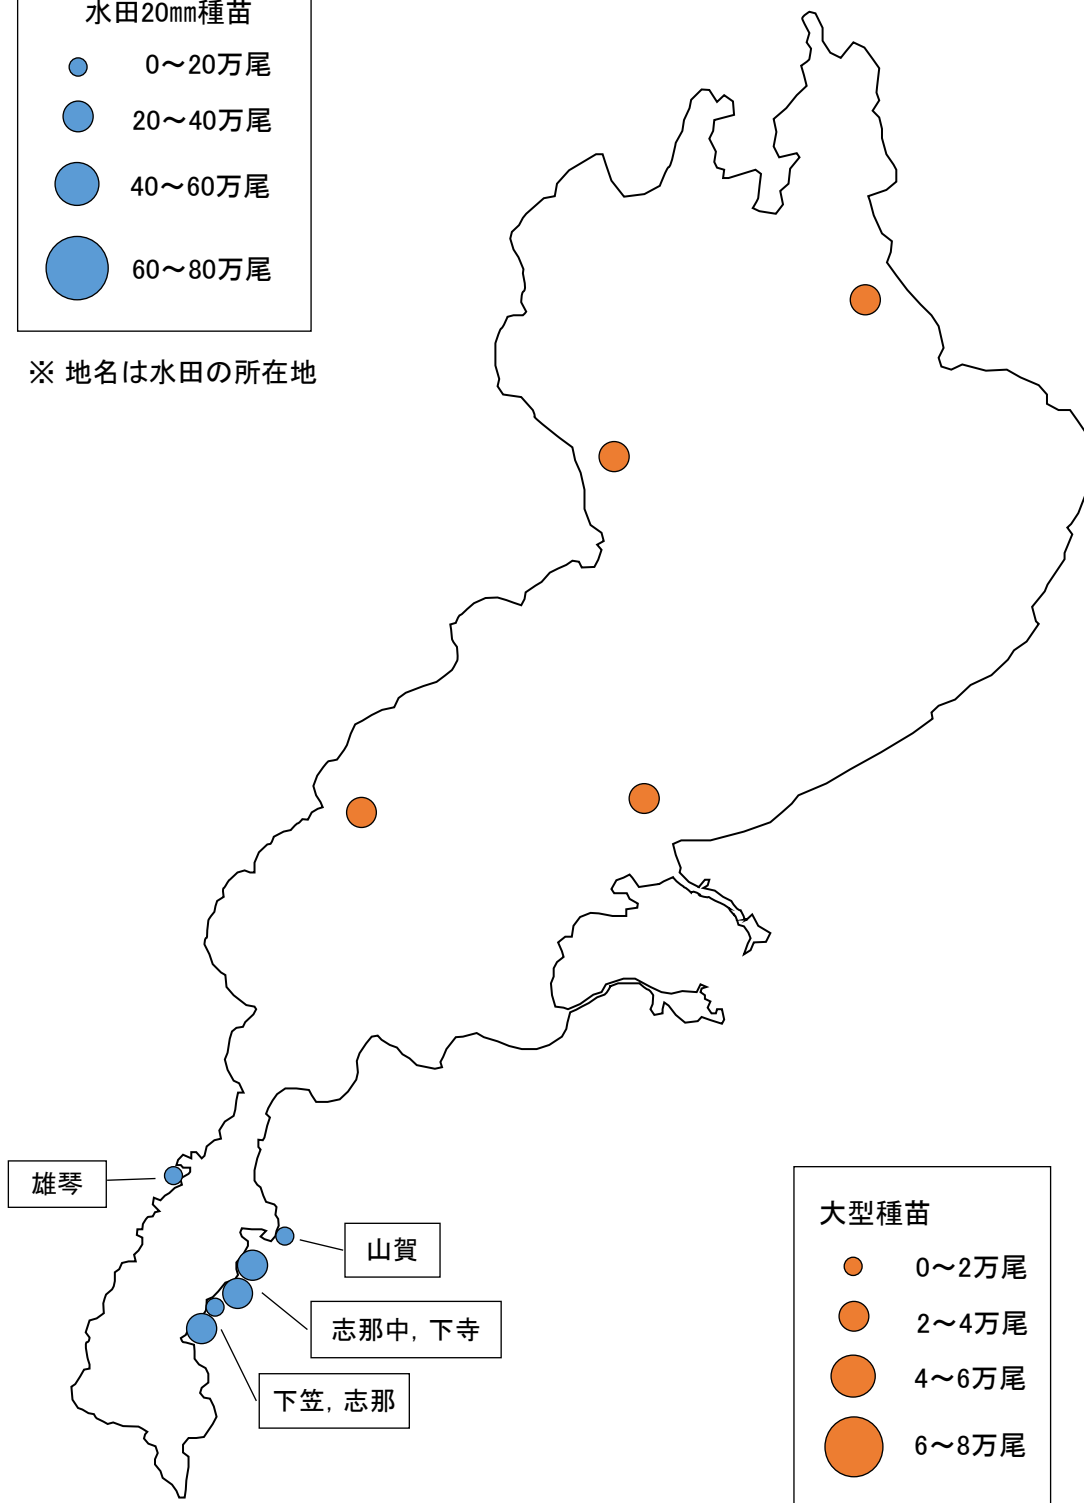 水田20㎜種苗
0～20万尾
20～40万尾
40～60万尾
60～80万尾
※ 地名は水田の所在地
雄琴
山賀
志那中, 下寺
下笠, 志那
大型種苗
0～2万尾
2～4万尾
4～6万尾
6～8万尾